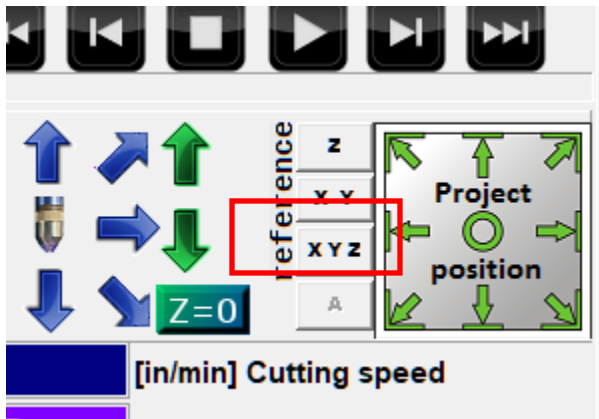 reference
Z
X Y
X Y Z
A
Project
position
Z=0
[in/min] Cutting speed